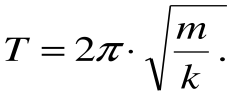 T = 2π · √(m/k) .